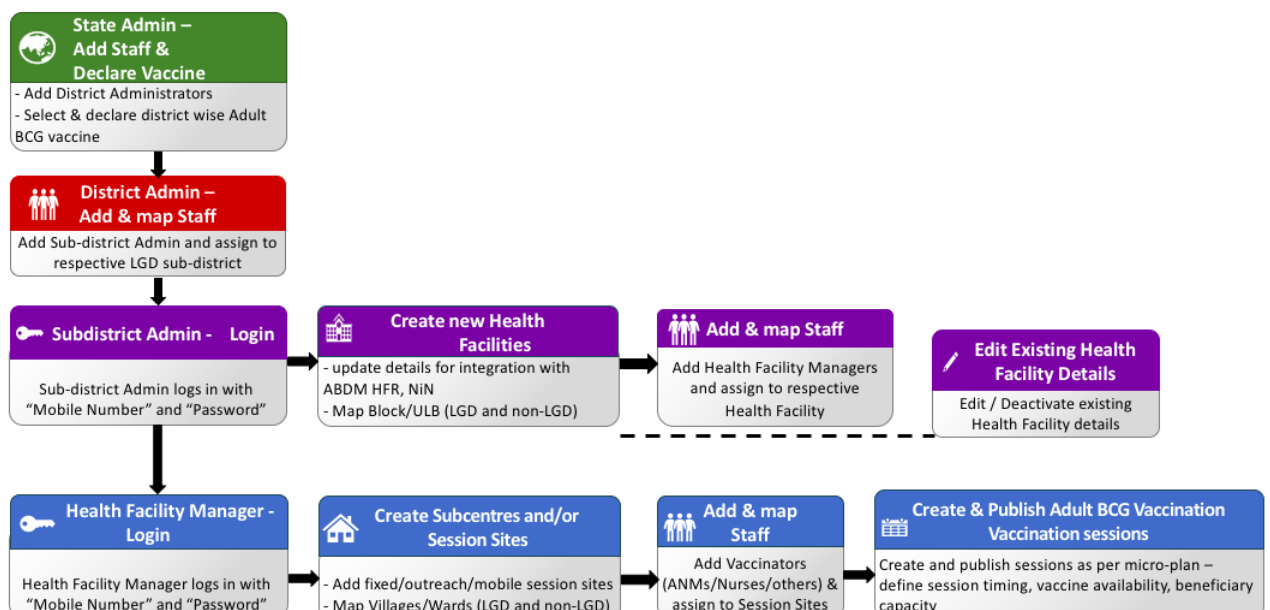 State Admin –
Add Staff &
Declare Vaccine
- Add District Administrators
- Select & declare district wise Adult
BCG vaccine
District Admin –
Add & map Staff
Add Sub-district Admin and assign to
respective LGD sub-district
Subdistrict Admin - Login
Sub-district Admin logs in with
“Mobile Number” and “Password”
Create new Health
Facilities
- update details for integration with
ABDM HFR, NiN
- Map Block/ULB (LGD and non-LGD)
Add & map Staff
Add Health Facility Managers
and assign to respective
Health Facility
Edit Existing Health
Facility Details
Edit / Deactivate existing
Health Facility details
Health Facility Manager -
Login
Health Facility Manager logs in with
“Mobile Number” and “Password”
Create Subcentres and/or
Session Sites
- Add fixed/outreach/mobile session sites
- Map Villages/Wards (LGD and non-LGD)
Add & map
Staff
Add Vaccinators
(ANMs/Nurses/others) &
assign to Session Sites
Create & Publish Adult BCG Vaccination
Vaccination sessions
Create and publish sessions as per micro-plan –
define session timing, vaccine availability, beneficiary
capacity